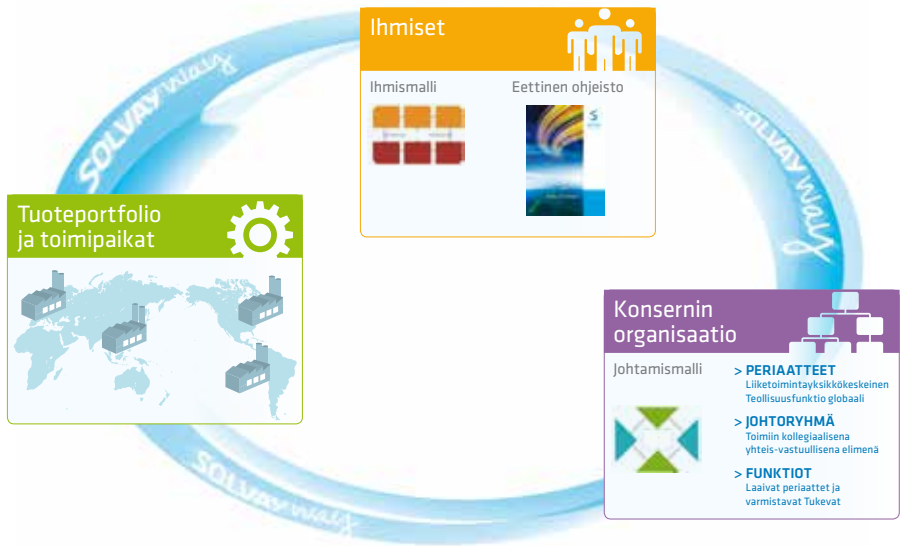 Ihmiset
Ihmismalli
Eettinen ohjeisto
SOLVAY way
SOLVAY way
Tuoteportfolio
ja toimipaikat
Konsernin
organisaatio
Johtamismalli
> PERIAATTEET
Liiketoimintayksikkökeskeinen
Teollisuusfunktio globaali
> JOHTORYHMÄ
Toimiin kollegiaalisena
yhteis-vastuullisena elimenä
> FUNKTIOT
Laaivat periaattet ja
varmistavat Tukevat
SOLVAY way